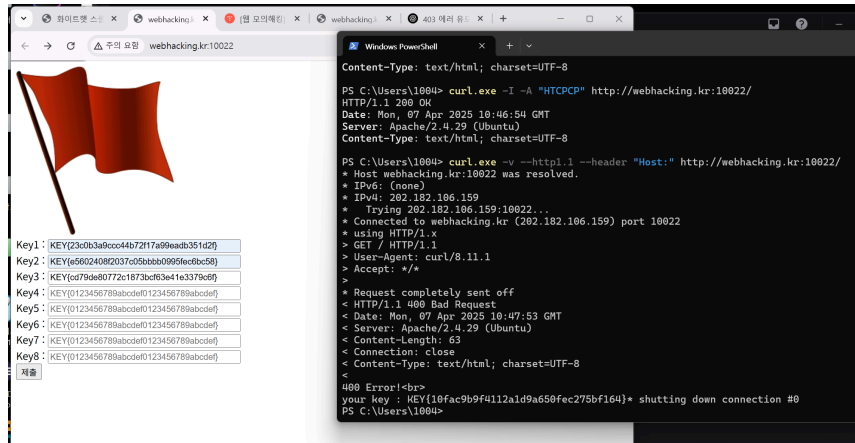 화이트햇 스쿨
webhacking.k
[웹 모의해킹]
webhacking.k
403 에러 유도
주의 요함
webhacking.kr:10022
Key1 : KEY{23c0b3a9ccc44b72f17a99eadb351d2f}
Key2 : KEY{e5602408f2037c05bbbb0995fec6bc58}
Key3 : KEY{cd79de80772c1873bcf63e41e3379c6f}
Key4 : KEY{0123456789abcdef0123456789abcdef}
Key5 : KEY{0123456789abcdef0123456789abcdef}
Key6 : KEY{0123456789abcdef0123456789abcdef}
Key7 : KEY{0123456789abcdef0123456789abcdef}
Key8 : KEY{0123456789abcdef0123456789abcdef}
제출
Windows PowerShell
Content-Type: text/html; charset=UTF-8
PS C:\Users\1004> curl.exe -I -A "HTCPCP" http://webhacking.kr:10022/
HTTP/1.1 200 OK
Date: Mon, 07 Apr 2025 10:46:54 GMT
Server: Apache/2.4.29 (Ubuntu)
Content-Type: text/html; charset=UTF-8
PS C:\Users\1004> curl.exe -v --http1.1 --header "Host:" http://webhacking.kr:10022/
* Host webhacking.kr:10022 was resolved.
* IPv6: (none)
* IPv4: 202.182.106.159
*   Trying 202.182.106.159:10022...
* Connected to webhacking.kr (202.182.106.159) port 10022
* using HTTP/1.x
> GET / HTTP/1.1
> User-Agent: curl/8.11.1
> Accept: */*
>
* Request completely sent off
< HTTP/1.1 400 Bad Request
< Date: Mon, 07 Apr 2025 10:47:53 GMT
< Server: Apache/2.4.29 (Ubuntu)
< Content-Length: 63
< Connection: close
< Content-Type: text/html; charset=UTF-8
<
400 Error!<br>
your key : KEY{10fac9b9f4112a1d9a650fec275bf164}* shutting down connection #0
PS C:\Users\1004>